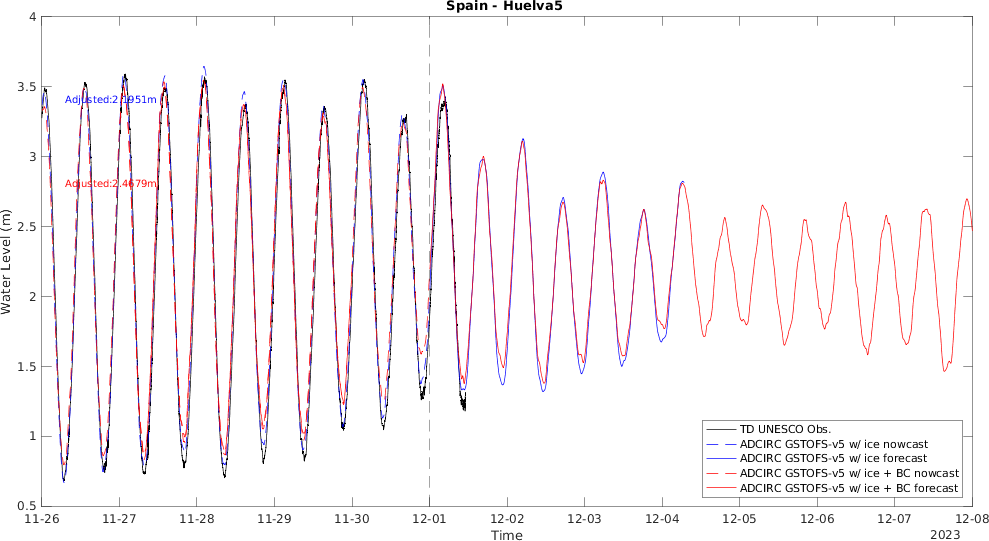 Spain - Huelva5
4
3.5
3
2.5
2
1.5
1
0.5
Water Level (m)
Adjusted:2.1951m
Adjusted:2.4679m
TD UNESCO Obs.
ADCIRC GSTOFS-v5 w/ ice nowcast
ADCIRC GSTOFS-v5 w/ ice forecast
ADCIRC GSTOFS-v5 w/ ice + BC nowcast
ADCIRC GSTOFS-v5 w/ ice + BC forecast
11-26 11-27 11-28 11-29 11-30 12-01 12-02 12-03 12-04 12-05 12-06 12-07 12-08
Time
2023